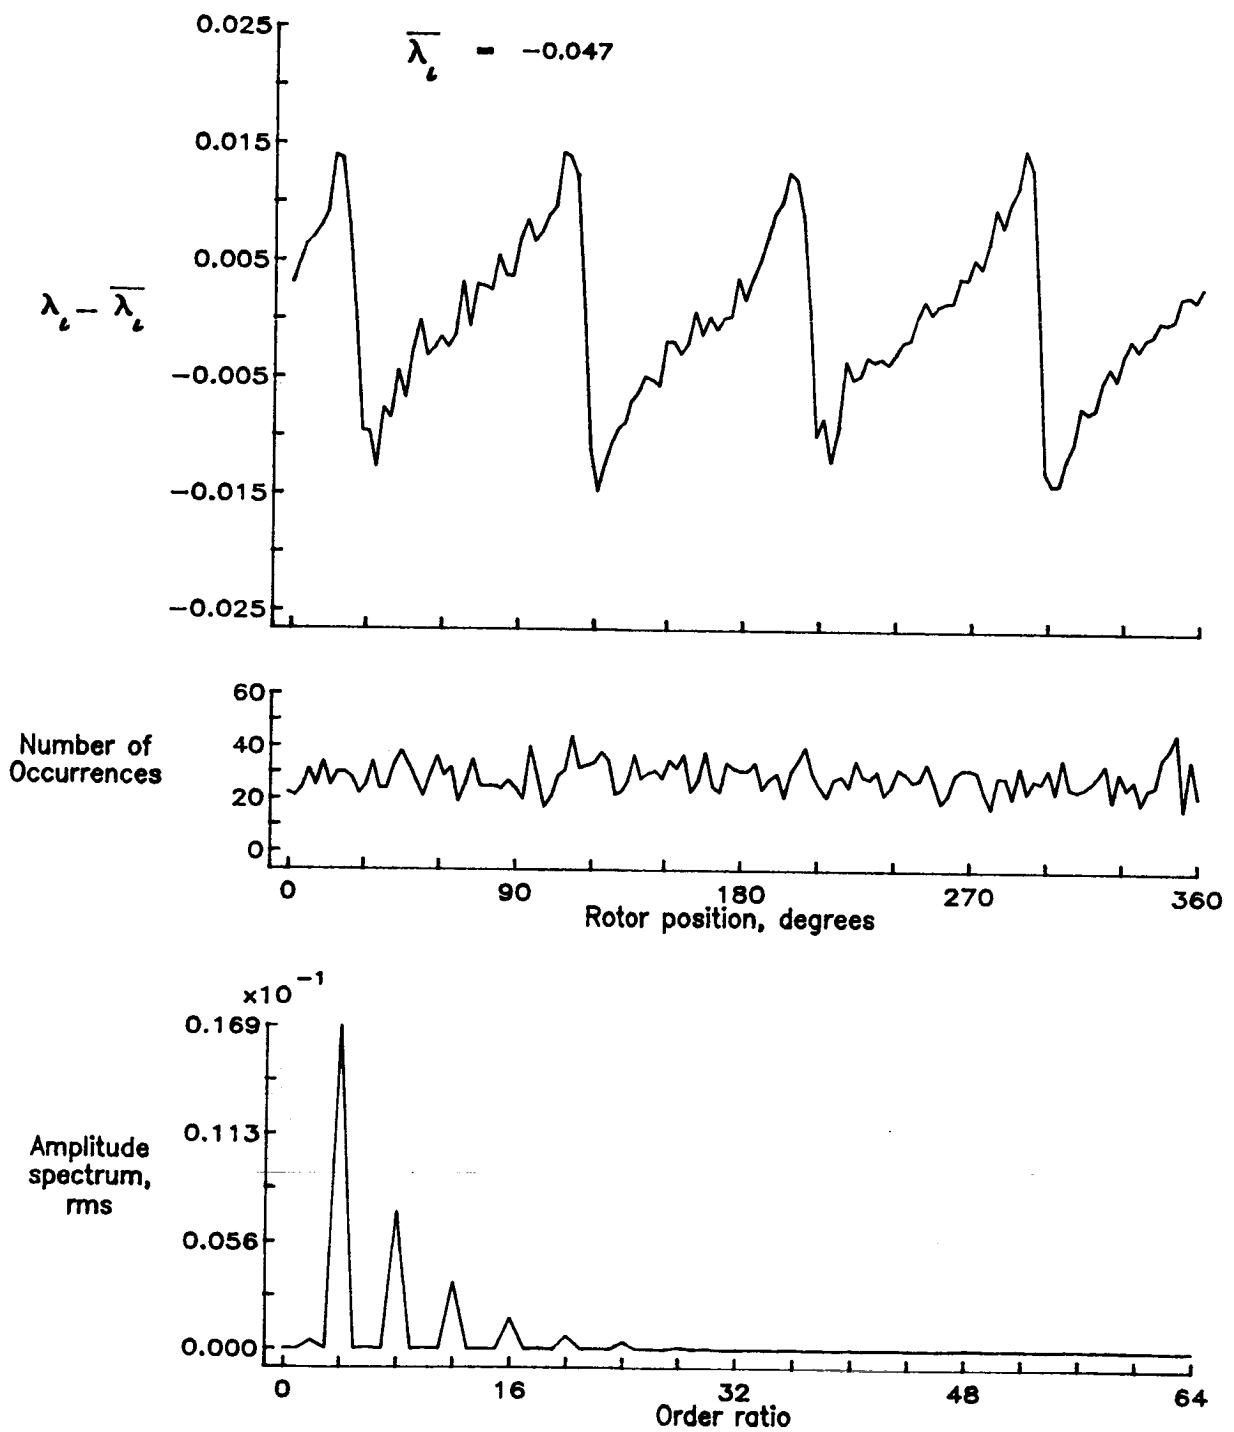 0.025
λ̅ᵢ = -0.047
0.015
0.005
λᵢ - λ̅ᵢ
-0.005
-0.015
-0.025
60
Number of
Occurrences
40
20
0
0 90 180 270 360
Rotor position, degrees
×10⁻¹
0.169
0.113
Amplitude
spectrum,
rms
0.056
0.000
0 16 32 48 64
Order ratio